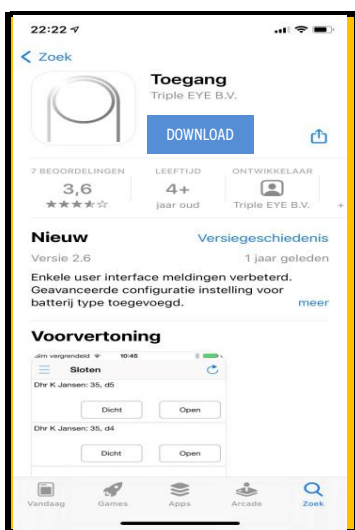 22:22
Zoek
Toegang
Triple EYE B.V.
DOWNLOAD
7 BEOORDELINGEN LEEFTIJD ONTWIKKELAAR
3,6 4+
jaar oud Triple EYE B.V.
Nieuw Versiegeschiedenis
Versie 2.6 1 jaar geleden
Enkele user interface meldingen verbeterd.
Geavanceerde configuratie instelling voor
batterij type toegevoegd. meer
Voorvertoning
Sim vergrendeld 10:45
Sloten
Dhr K Jansen: 35, d5
Dicht Open
Dhr K Jansen: 35, d4
Dicht Open
Vandaag Games Apps Arcade Zoek